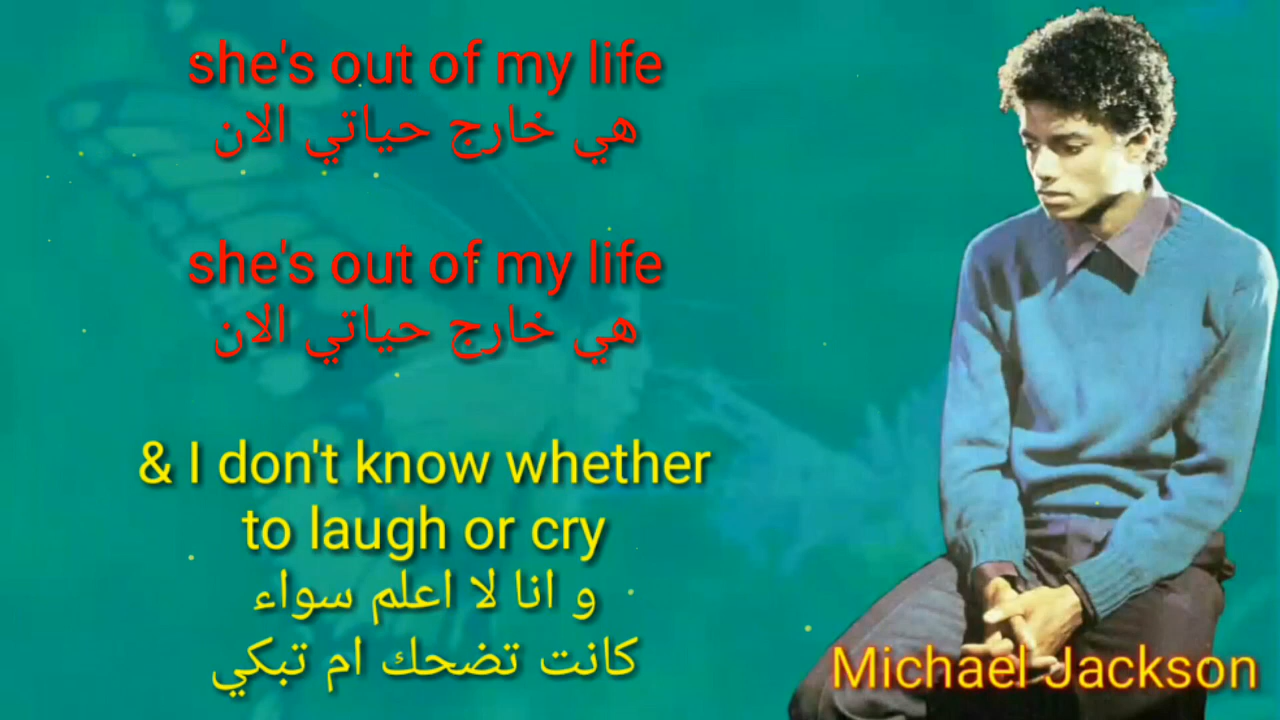 she's out of my life
هي خارج حياتي الان
she's out of my life
هي خارج حياتي الان
& I don't know whether
to laugh or cry
و انا لا اعلم سواء
كانت تضحك ام تبكي
Michael Jackson